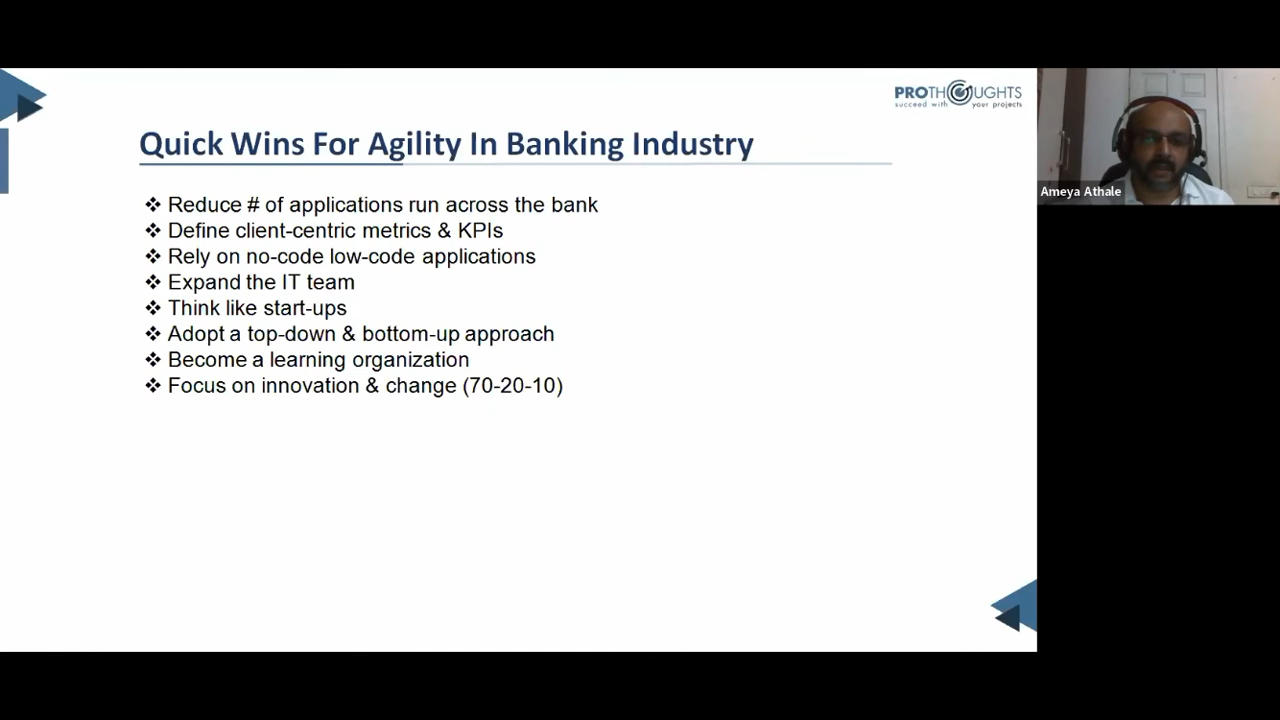 PROTHOUGHTS
succeed with your projects
Quick Wins For Agility In Banking Industry
❖ Reduce # of applications run across the bank
❖ Define client-centric metrics & KPIs
❖ Rely on no-code low-code applications
❖ Expand the IT team
❖ Think like start-ups
❖ Adopt a top-down & bottom-up approach
❖ Become a learning organization
❖ Focus on innovation & change (70-20-10)
Ameya Athale